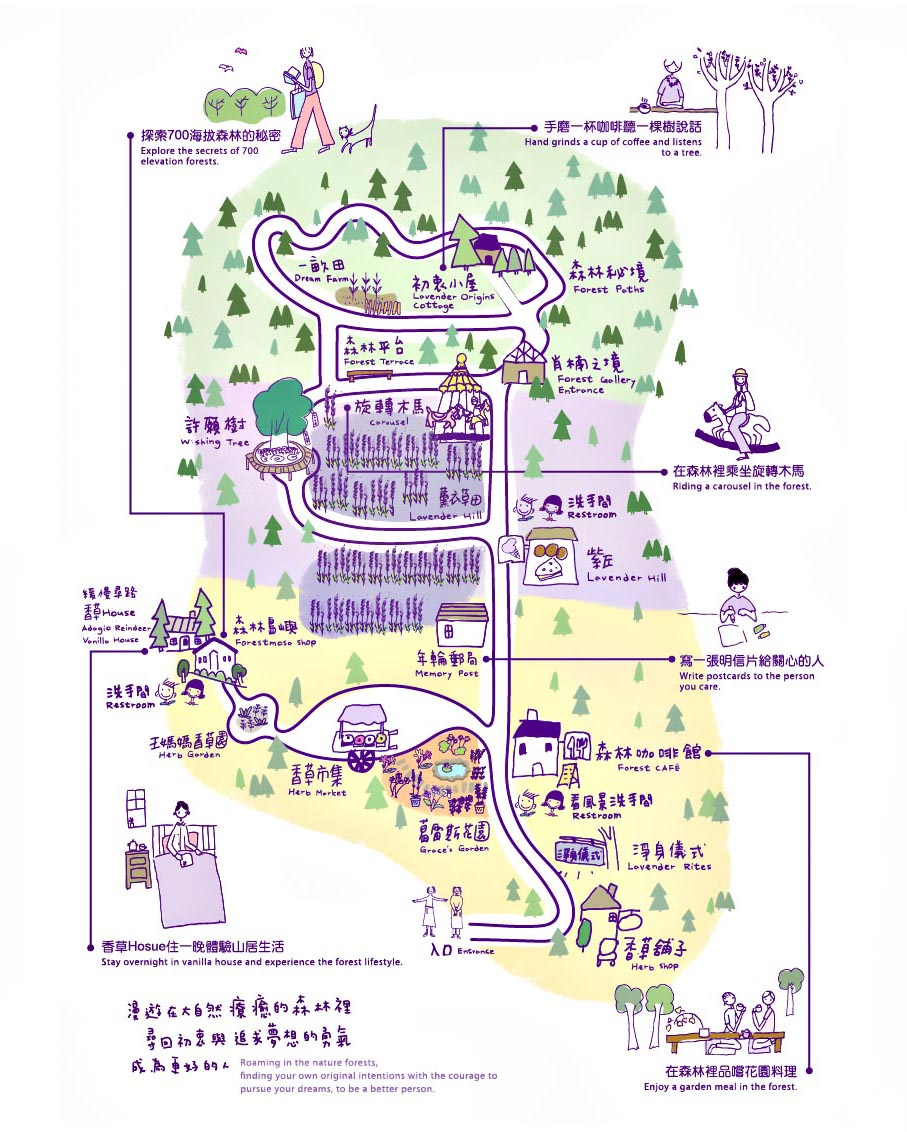 探索700海拔森林的秘密
Explore the secrets of 700
elevation forests.
手磨一杯咖啡聽一棵樹說話
Hand grinds a cup of coffee and listens
to a tree.
一畝田
Dream Farm
初衷小屋
Lavender Origins
Cottage
森林秘境
Forest Paths
森林平台
Forest Terrace
肖楠之境
Forest Gallery
Entrance
許願樹
Wishing Tree
旋轉木馬
Carousel
在森林裡乘坐旋轉木馬
Riding a carousel in the forest.
薰衣草田
Lavender Hill
洗手間
Restroom
紫丘
Lavender Hill
緩慢尋路
香草House
Adagio Reindeer
Vanilla House
森林島嶼
Forestmosa Shop
年輪郵局
Memory Post
寫一張明信片給關心的人
Write postcards to the person
you care.
洗手間
Restroom
王媽媽香草園
Herb Garden
香草市集
Herb Market
森林咖啡館
Forest CAFÉ
看風景洗手間
Restroom
葛雷斯花園
Grace's Garden
淨身儀式
淨身儀式
Lavender Rites
入口 Entrance
香草舖子
Herb Shop
香草Hosue住一晚體驗山居生活
Stay overnight in vanilla house and experience the forest lifestyle.
漫遊在大自然療癒的森林裡
尋回初衷與追求夢想的勇氣
成為更好的人
Roaming in the nature forests,
finding your own original intentions with the courage to
pursue your dreams, to be a better person.
在森林裡品嚐花園料理
Enjoy a garden meal in the forest.